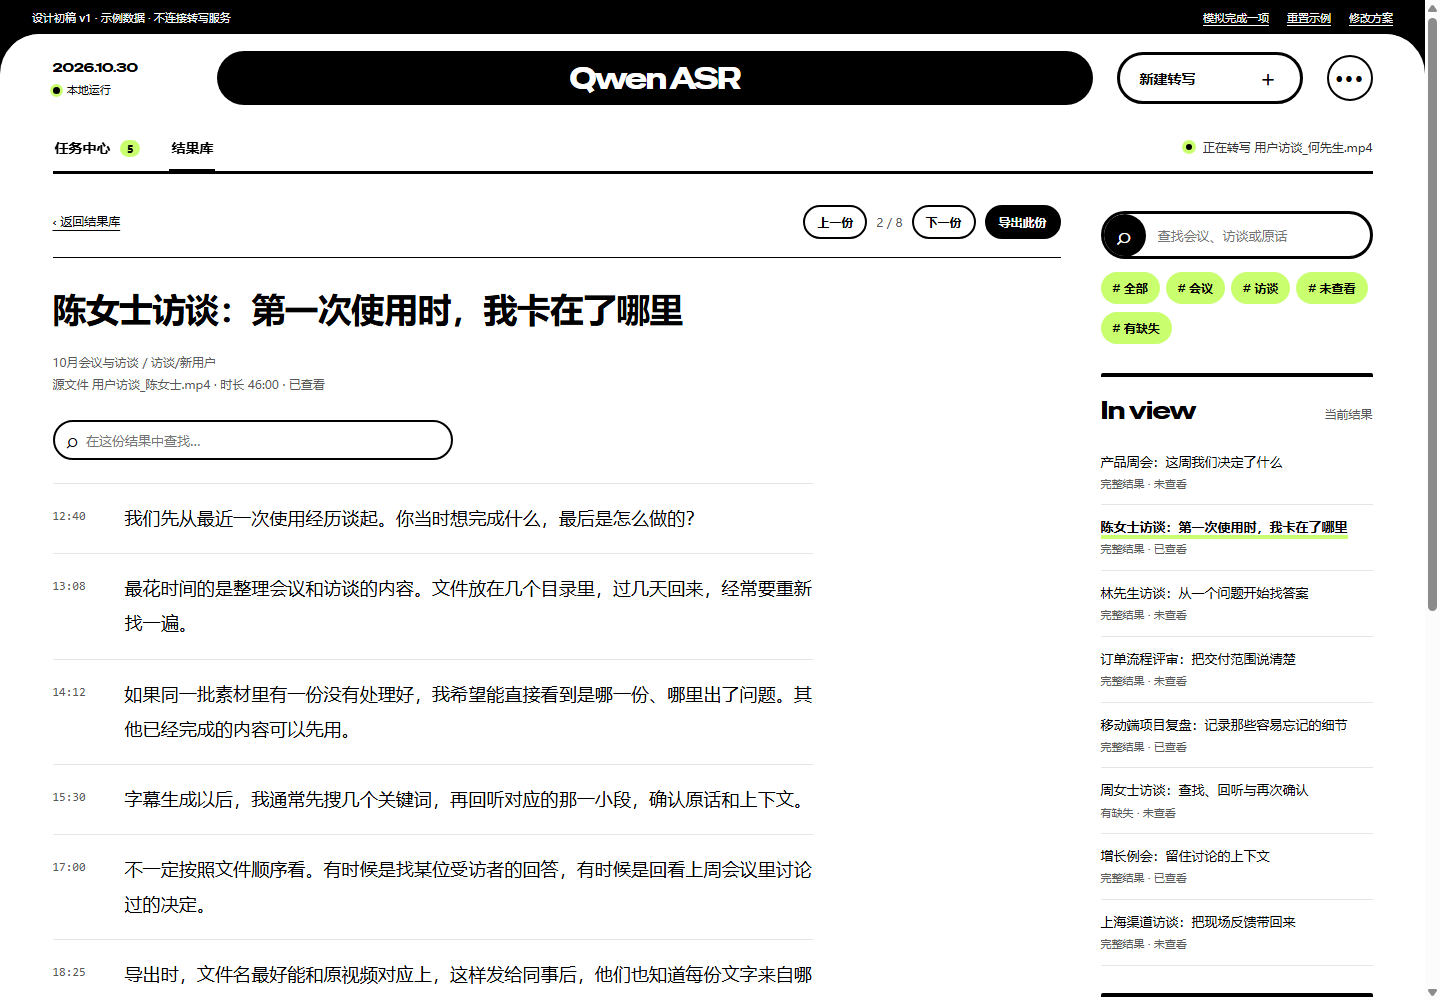 设计初稿 v1 · 示例数据 · 不连接转写服务
模拟完成一项 重置示例 修改方案
2026.10.30
本地运行
Qwen ASR
新建转写 +
任务中心 5 结果库
正在转写 用户访谈_何先生.mp4
‹ 返回结果库
上一份 2 / 8 下一份 导出此份
陈女士访谈：第一次使用时，我卡在了哪里
10月会议与访谈 / 访谈/新用户
源文件 用户访谈_陈女士.mp4 · 时长 46:00 · 已查看
在这份结果中查找...
12:40 我们先从最近一次使用经历谈起。你当时想完成什么，最后是怎么做的？
13:08 最花时间的是整理会议和访谈的内容。文件放在几个目录里，过几天回来，经常要重新
找一遍。
14:12 如果同一批素材里有一份没有处理好，我希望能直接看到是哪一份、哪里出了问题。其
他已经完成的内容可以先用。
15:30 字幕生成以后，我通常先搜几个关键词，再回听对应的那一小段，确认原话和上下文。
17:00 不一定按照文件顺序看。有时候是找某位受访者的回答，有时候是回看上周会议里讨论
过的决定。
18:25 导出时，文件名最好能和原视频对应上，这样发给同事后，他们也知道每份文字来自哪
查找会议、访谈或原话
# 全部 # 会议 # 访谈 # 未查看
# 有缺失
In view 当前结果
产品周会：这周我们决定了什么
完整结果 · 未查看
陈女士访谈：第一次使用时，我卡在了哪里
完整结果 · 已查看
林先生访谈：从一个问题开始找答案
完整结果 · 未查看
订单流程评审：把交付范围说清楚
完整结果 · 未查看
移动端项目复盘：记录那些容易忘记的细节
完整结果 · 已查看
周女士访谈：查找、回听与再次确认
有缺失 · 未查看
增长例会：留住讨论的上下文
完整结果 · 已查看
上海渠道访谈：把现场反馈带回来
完整结果 · 未查看